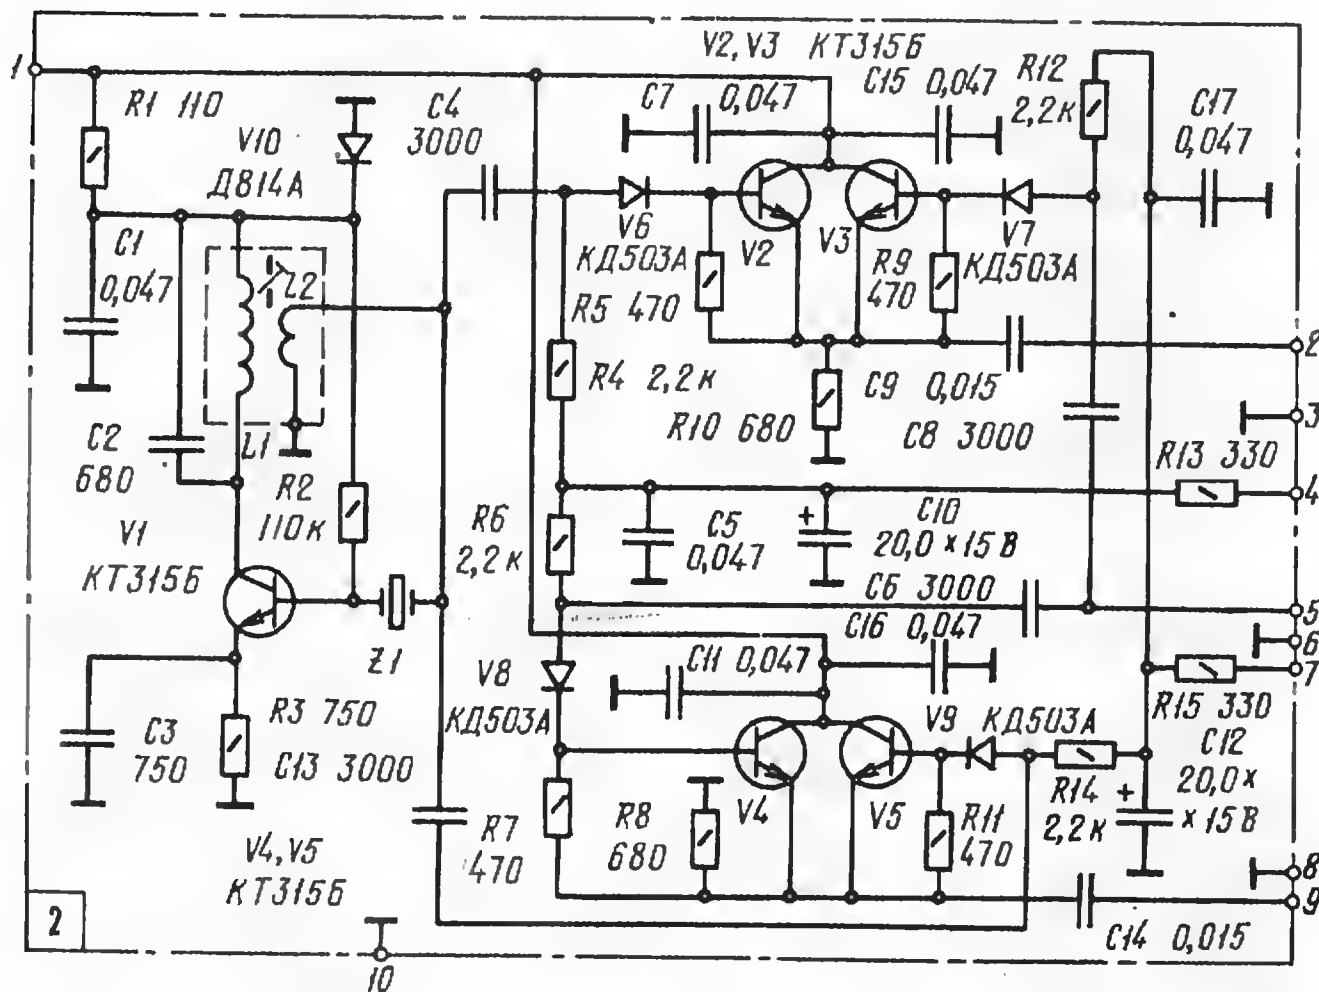 V2, V3 КТ315Б
1
R1 110
V10
Д814А
C4
3000
C7
0,047
C15 0,047
R12
2,2к
C17
0,047
C1
0,047
L2
V6
КД503А
V2
V3
V7
КД503А
R5 470
R9
470
2
R4 2,2к
C9 0,015
R10 680
C8 3000
3
C2
680
L1
R2
110к
R13 330
4
V1
КТ315Б
R6
2,2к
C5
0,047
+
C10
20,0 × 15 В
C6 3000
5
C16 0,047
6
Z1
C11 0,047
7
V8
КД503А
V9 КД503А
R15 330
C3
750
R3 750
C13 3000
C12
20,0 ×
× 15 В
R14
2,2к
+
V4
V5
R7
470
R8
680
R11
470
V4, V5
КТ315Б
8
2
9
C14 0,015
10